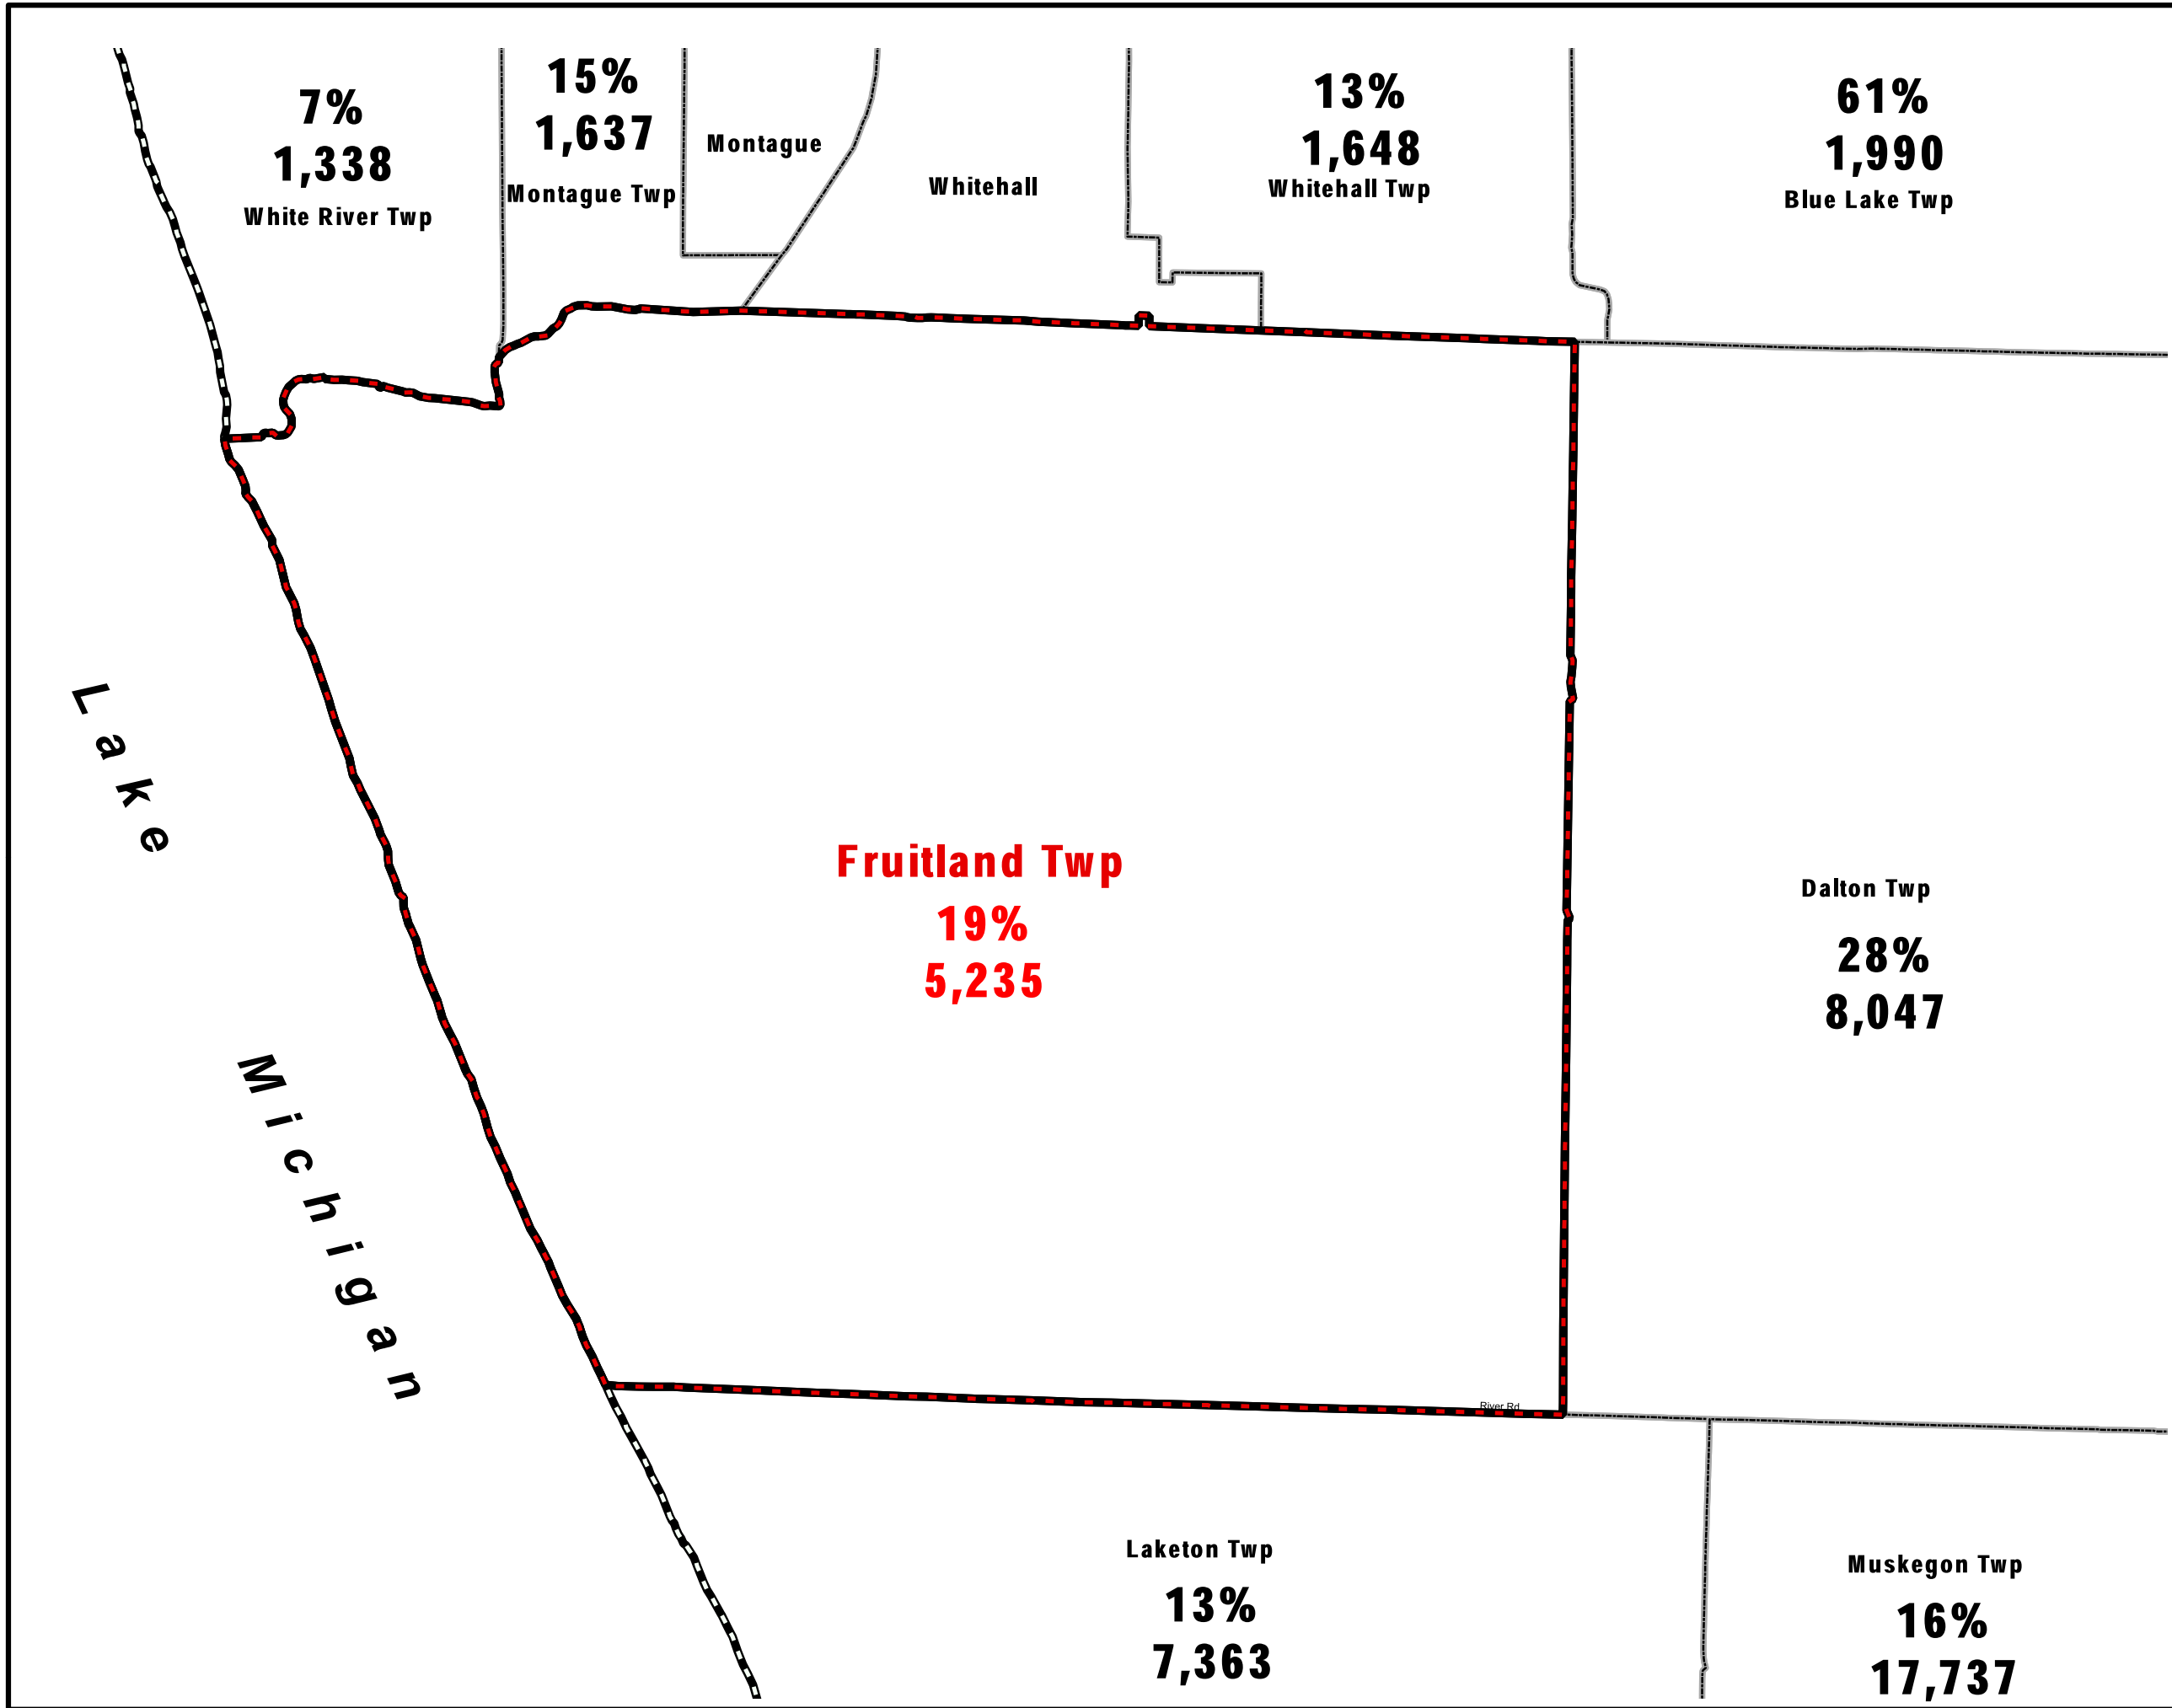 7%
1,338
White River Twp
15%
1,637
Montague Twp
Montague
Whitehall
13%
1,648
Whitehall Twp
61%
1,990
Blue Lake Twp
Lake Michigan
Fruitland Twp
19%
5,235
Dalton Twp
28%
8,047
River Rd
Laketon Twp
13%
7,363
Muskegon Twp
16%
17,737